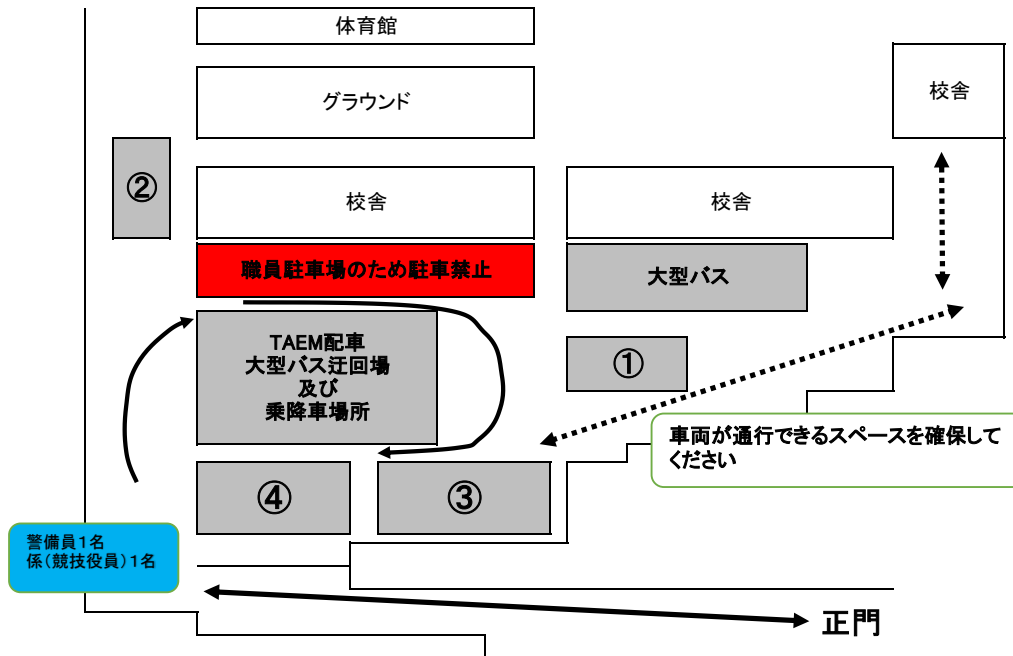 体育館
グラウンド
校舎
②
校舎
校舎
職員駐車場のため駐車禁止
大型バス
TAEM配車
大型バス迂回場
及び
乗降車場所
①
車両が通行できるスペースを確保して
ください
④
③
警備員1名
係(競技役員)1名
正門